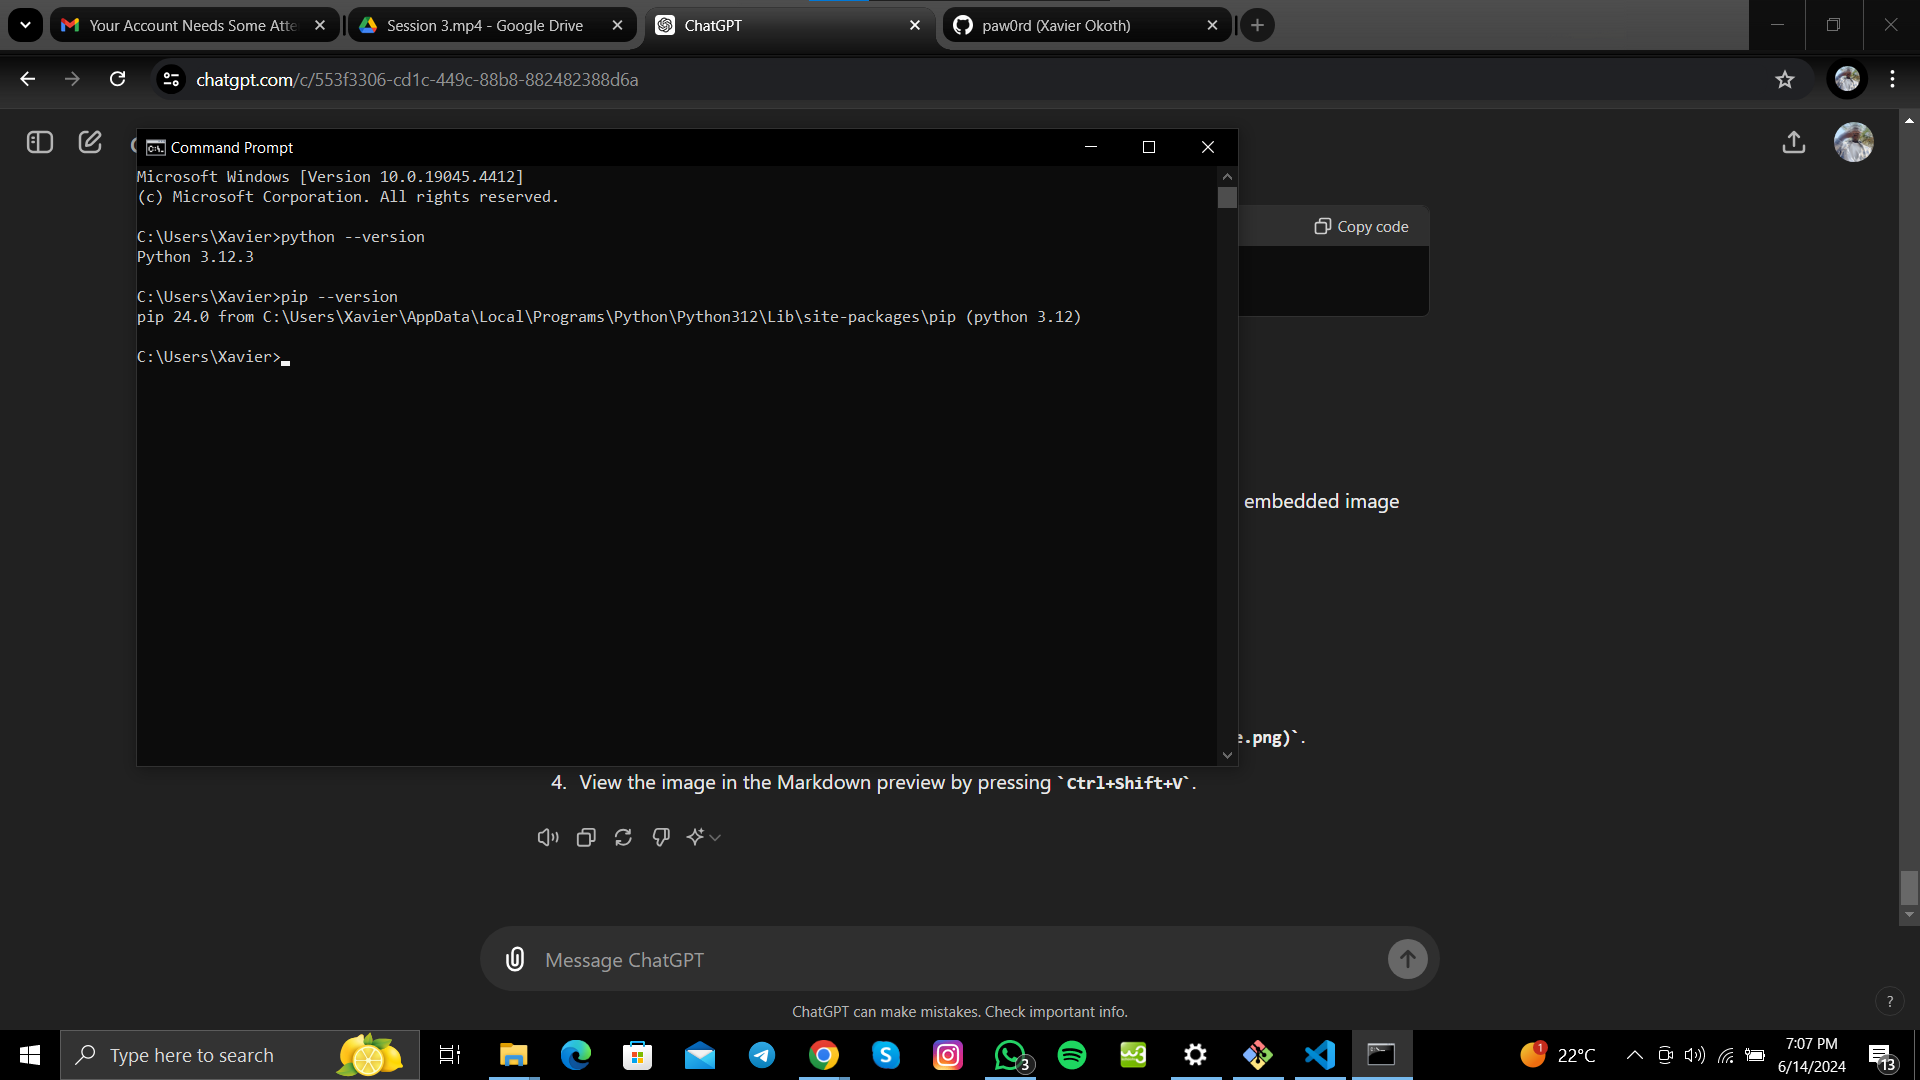 Your Account Needs Some Atte
Session 3.mp4 - Google Drive
ChatGPT
paw0rd (Xavier Okoth)
chatgpt.com/c/553f3306-cd1c-449c-88b8-882482388d6a
Command Prompt
Microsoft Windows [Version 10.0.19045.4412]
(c) Microsoft Corporation. All rights reserved.
C:\Users\Xavier>python --version
Python 3.12.3
C:\Users\Xavier>pip --version
pip 24.0 from C:\Users\Xavier\AppData\Local\Programs\Python\Python312\Lib\site-packages\pip (python 3.12)
C:\Users\Xavier>
Copy code
embedded image
e.png)`.
4. View the image in the Markdown preview by pressing `Ctrl+Shift+V`.
Message ChatGPT
ChatGPT can make mistakes. Check important info.
?
Type here to search
3
1
22°C
7:07 PM
6/14/2024
13